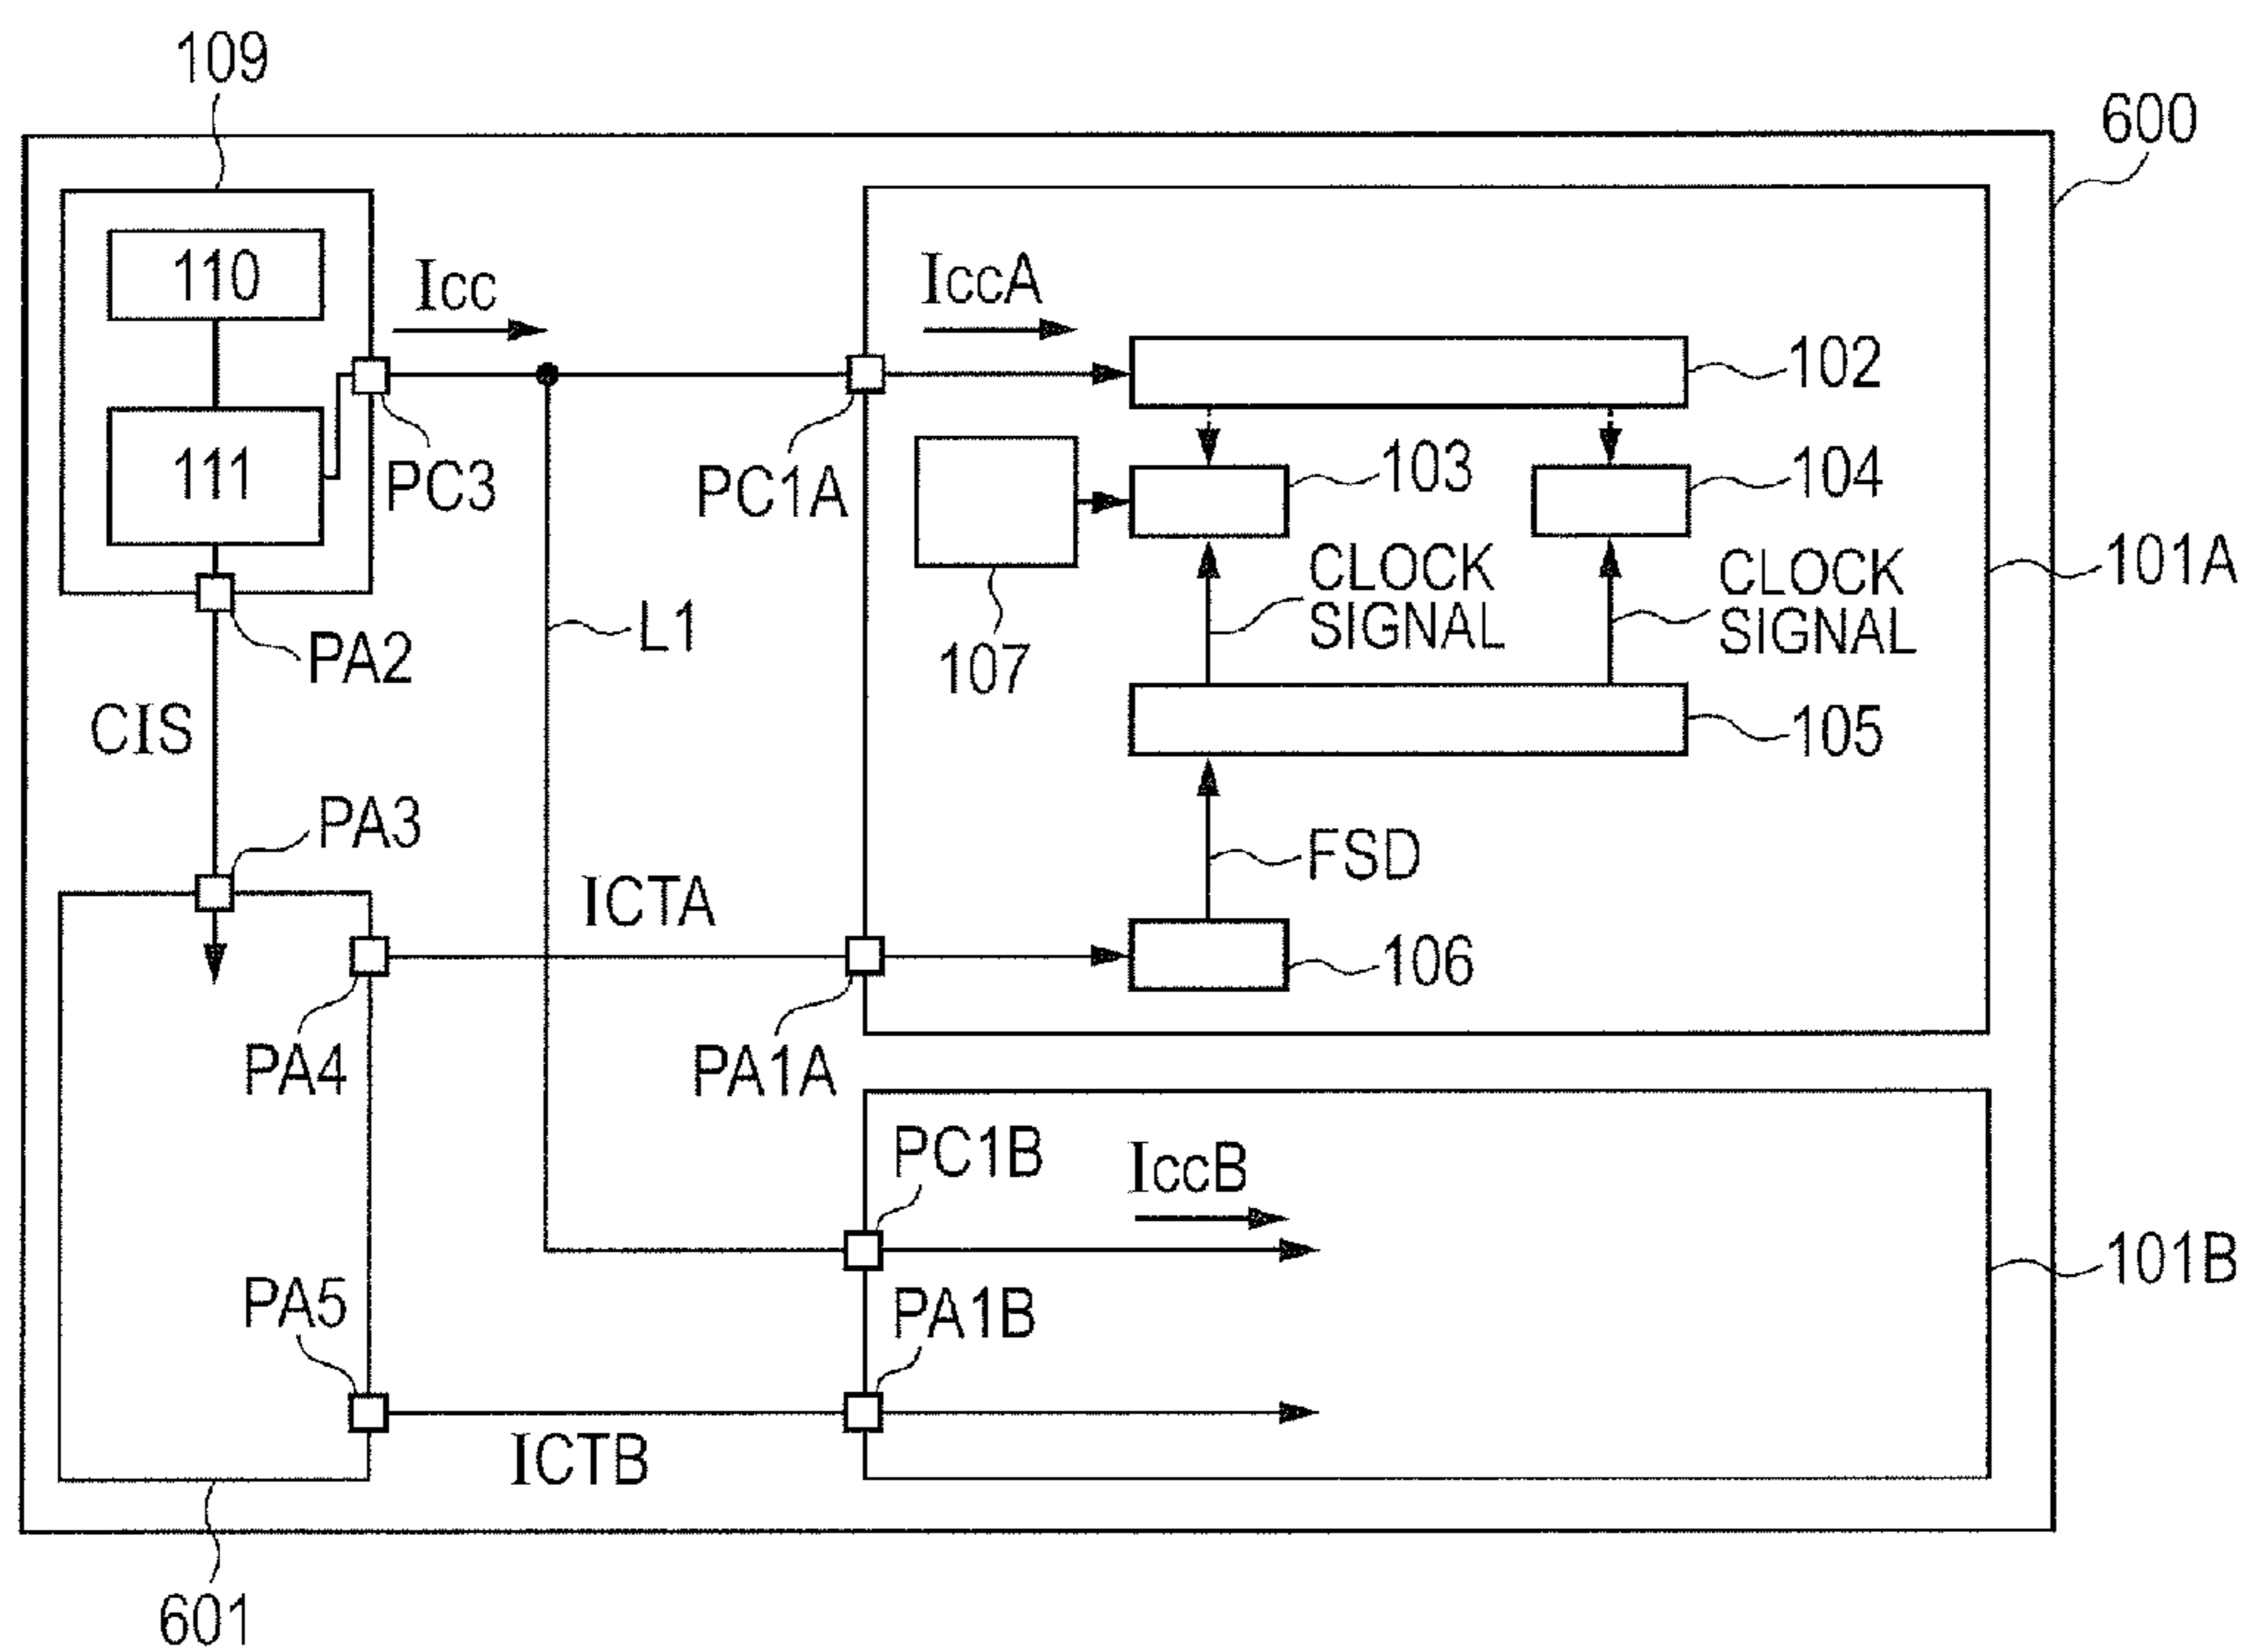 109
600
110
Icc
IccA
102
111
PC3
PC1A
103
104
101A
CLOCK
SIGNAL
CLOCK
SIGNAL
L1
107
PA2
CIS
105
PA3
ICTA
FSD
106
PA4
PA1A
PC1B
IccB
101B
PA5
PA1B
ICTB
601